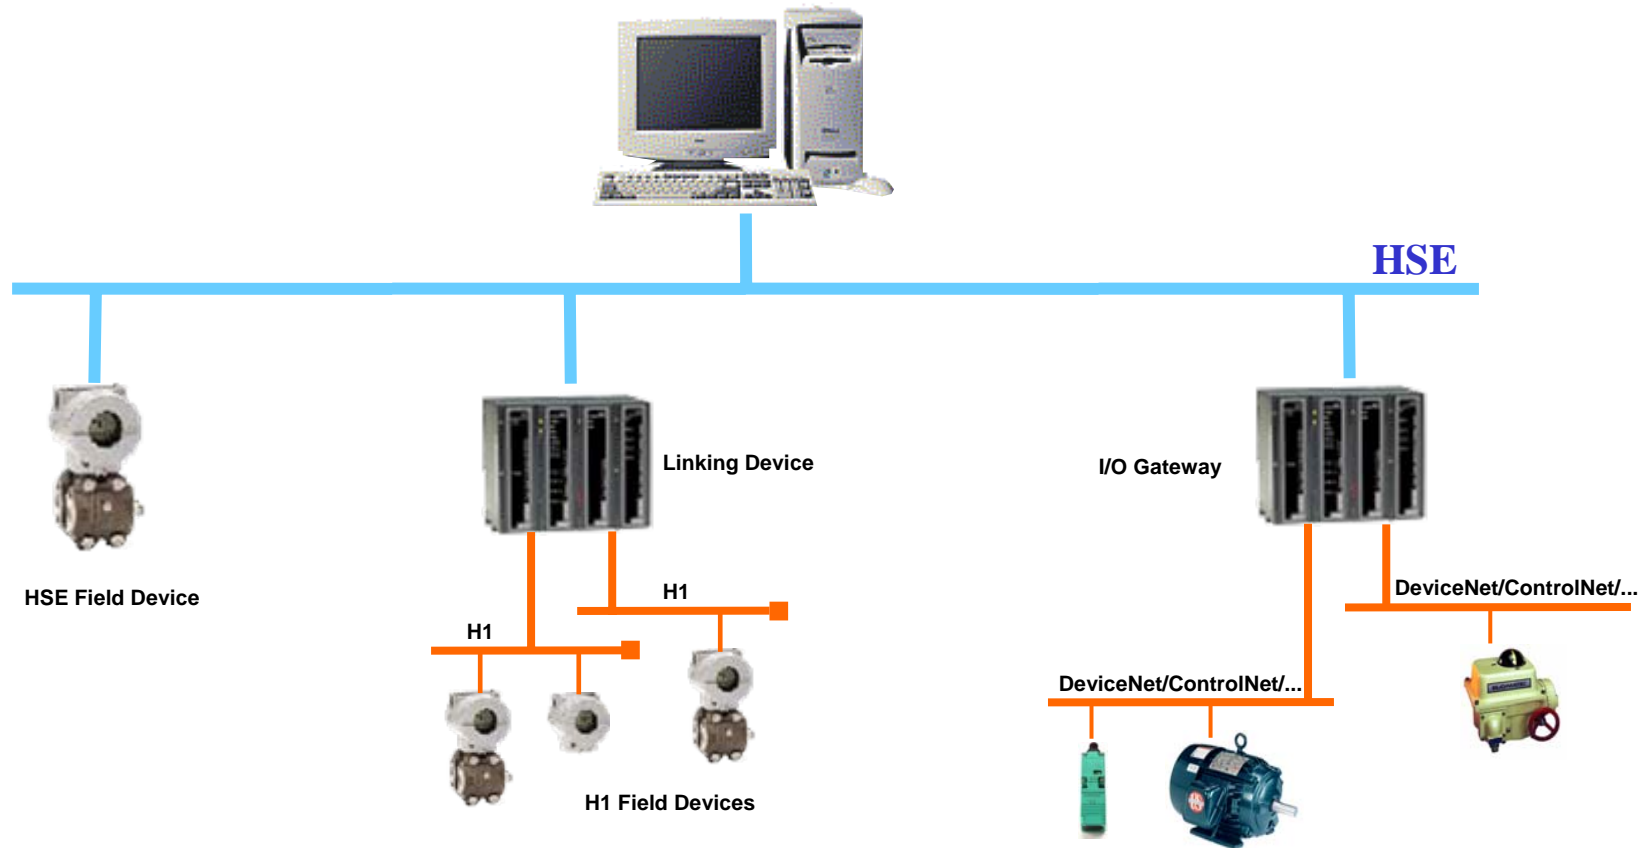 HSE
Linking Device
I/O Gateway
HSE Field Device
H1
DeviceNet/ControlNet/...
H1
DeviceNet/ControlNet/...
H1 Field Devices